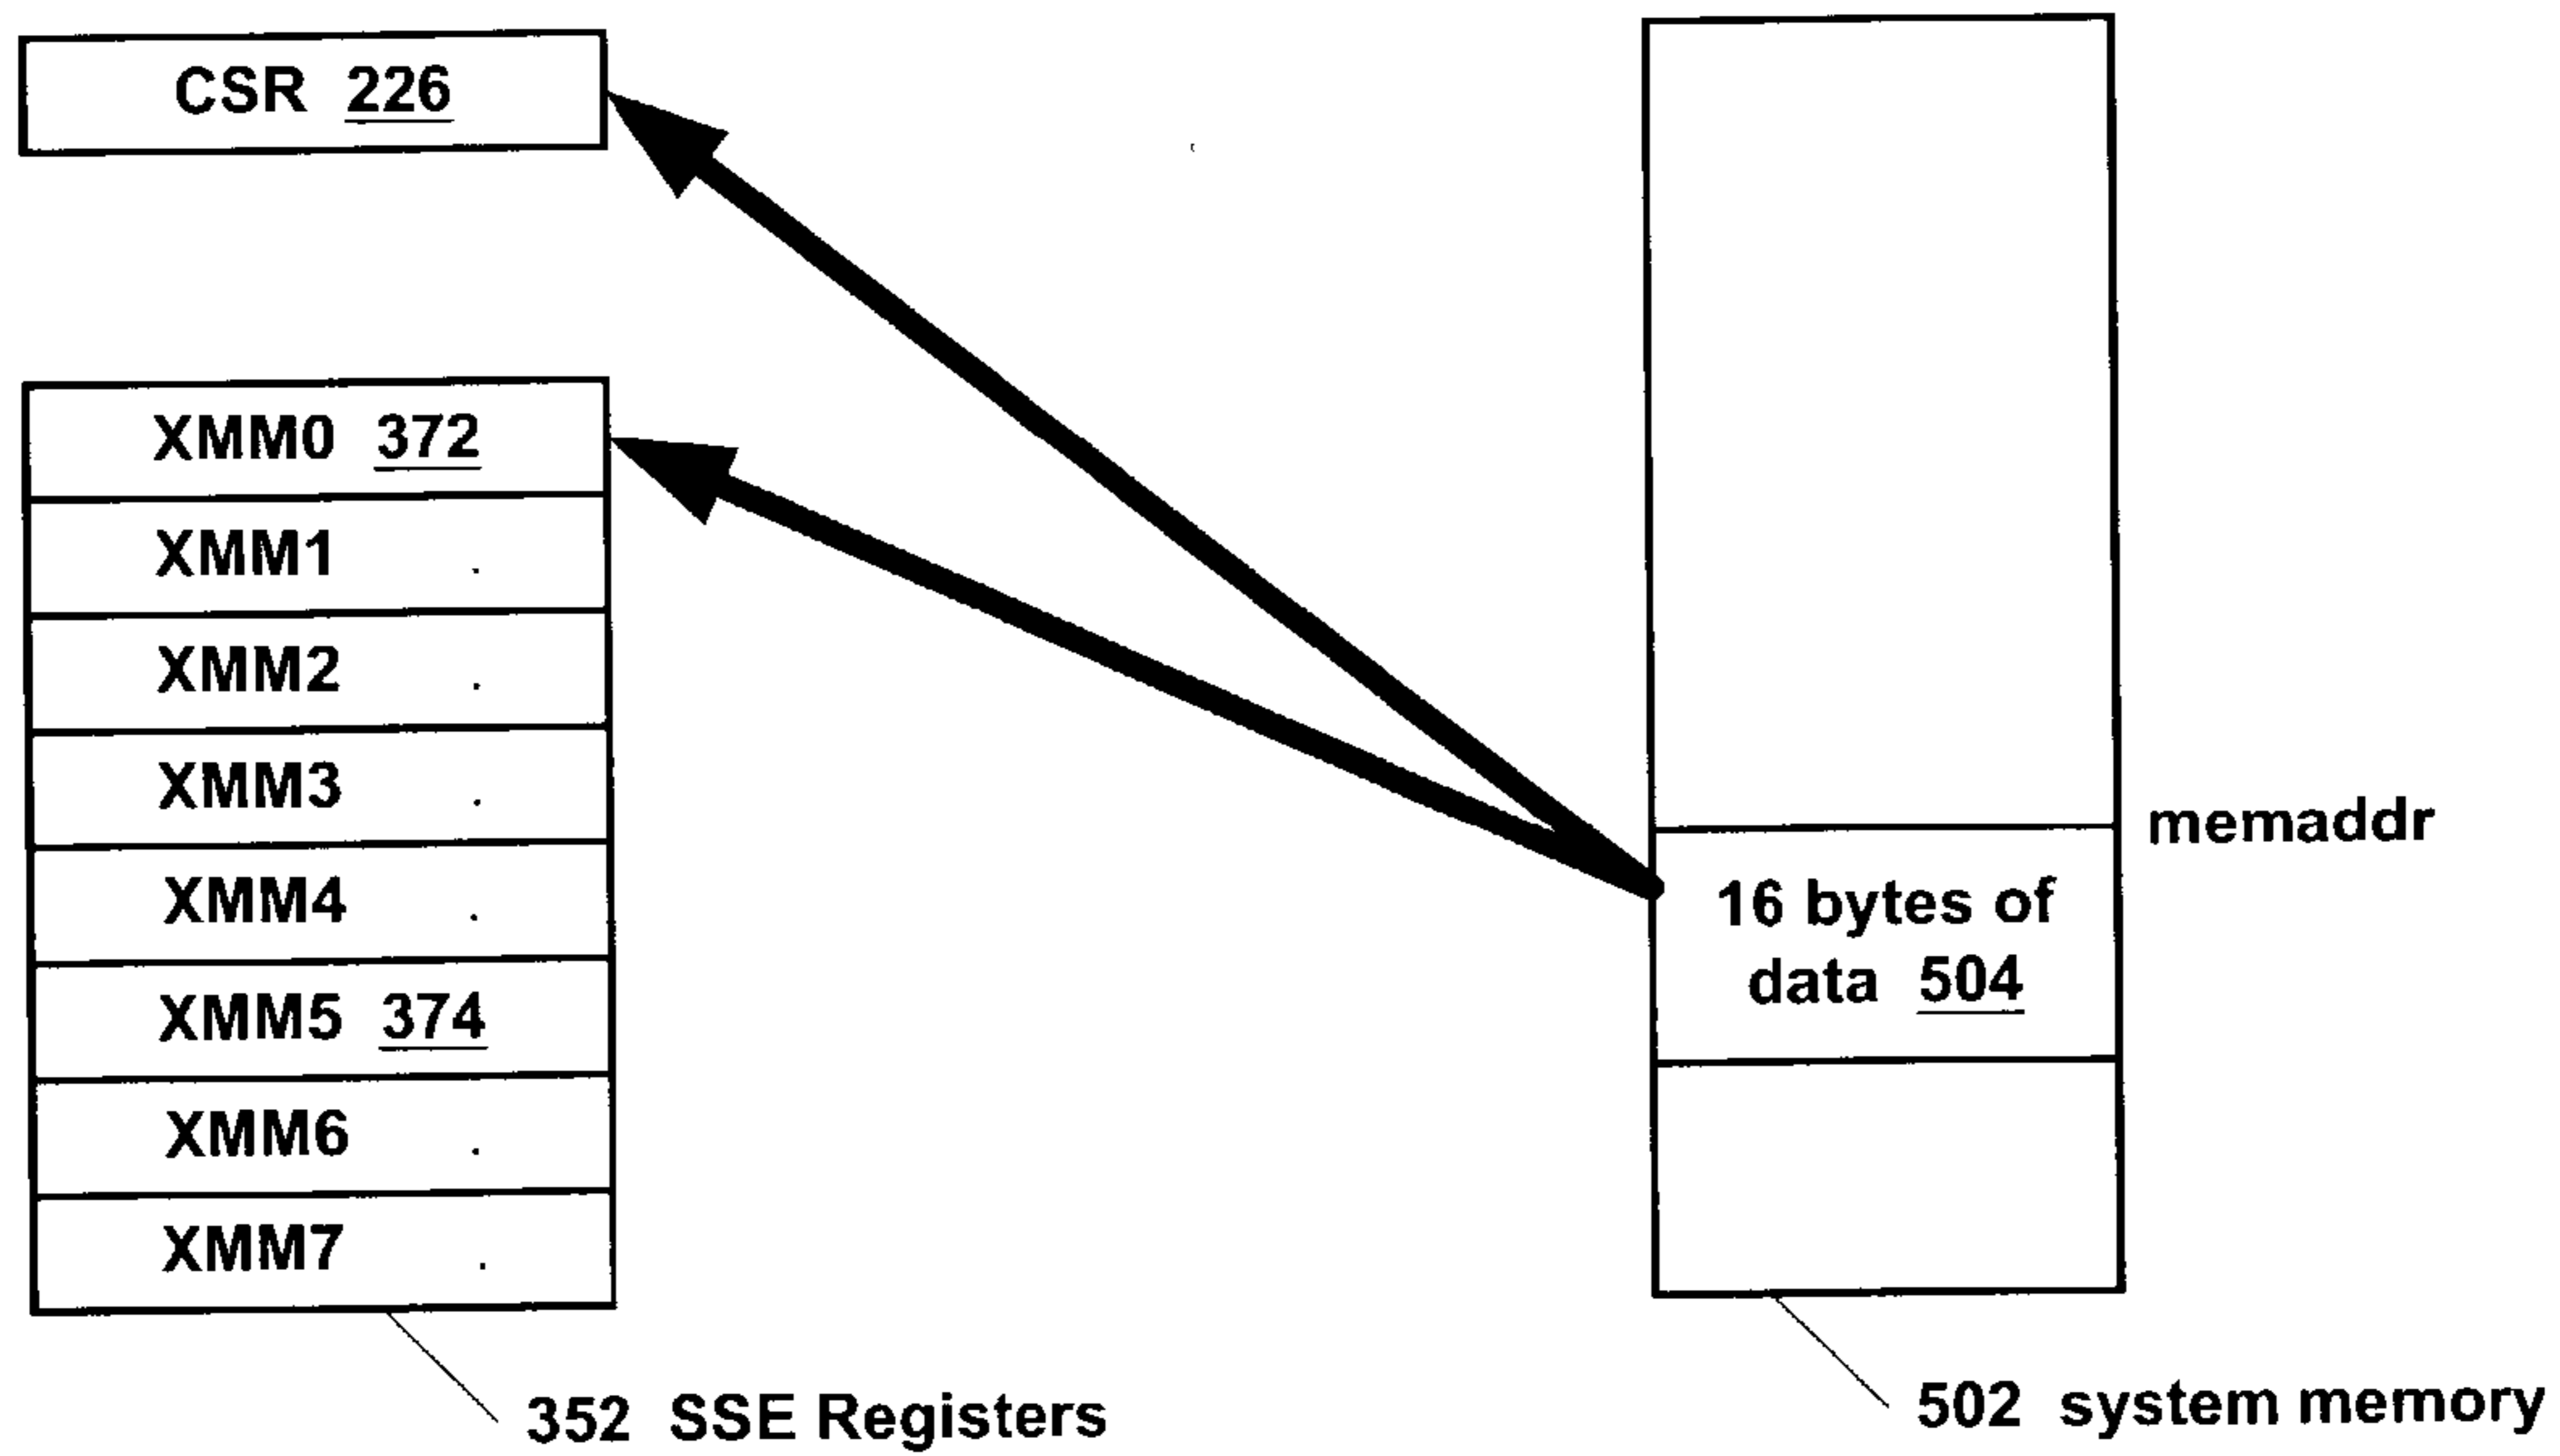 CSR 226
XMM0 372
XMM1 .
XMM2 .
XMM3 .
XMM4 .
XMM5 374
XMM6 .
XMM7 .
352 SSE Registers
memaddr
16 bytes of
data 504
502 system memory